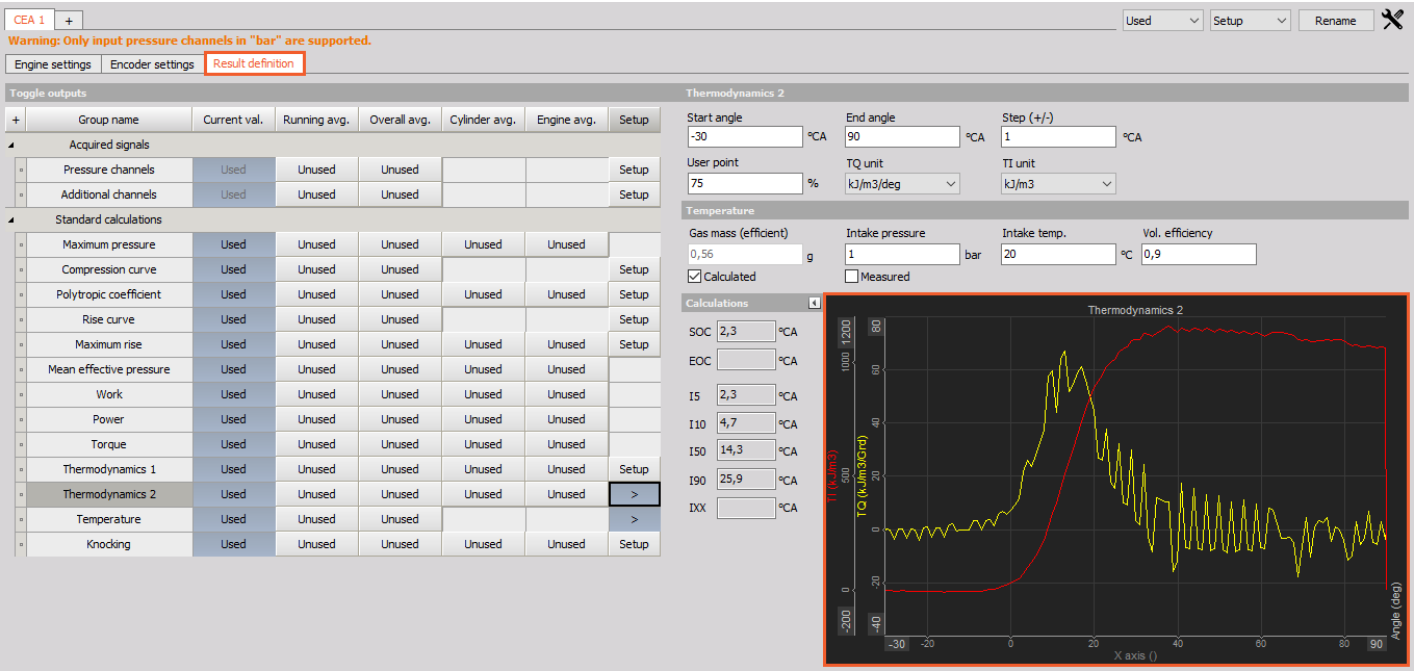 CEA 1 + Used Setup Rename
Warning: Only input pressure channels in "bar" are supported.
Engine settings Encoder settings Result definition
Toggle outputs
+ Group name Current val. Running avg. Overall avg. Cylinder avg. Engine avg. Setup
Acquired signals
Pressure channels Used Unused Unused Setup
Additional channels Used Unused Unused Setup
Standard calculations
Maximum pressure Used Unused Unused Unused Unused
Compression curve Used Unused Unused Setup
Polytropic coefficient Used Unused Unused Unused Unused Setup
Rise curve Used Unused Unused Setup
Maximum rise Used Unused Unused Unused Unused Setup
Mean effective pressure Used Unused Unused Unused Unused
Work Used Unused Unused Unused Unused
Power Used Unused Unused Unused Unused
Torque Used Unused Unused Unused Unused
Thermodynamics 1 Used Unused Unused Unused Unused Setup
Thermodynamics 2 Used Unused Unused Unused Unused >
Temperature Used Unused Unused >
Knocking Used Unused Unused Unused Unused Setup
Thermodynamics 2
Start angle End angle Step (+/-)
-30 ºCA 90 ºCA 1 ºCA
User point TQ unit TI unit
75 % kJ/m3/deg kJ/m3
Temperature
Gas mass (efficient) Intake pressure Intake temp. Vol. efficiency
0,56 g 1 bar 20 ºC 0,9
Calculated Measured
Calculations
SOC 2,3 ºCA
EOC ºCA
I5 2,3 ºCA
I10 4,7 ºCA
I50 14,3 ºCA
I90 25,9 ºCA
IXX ºCA
Thermodynamics 2
1200 1000 500 0 -200
TI (kJ/m3)
80 60 40 20 0 -20 -40
TQ (kJ/m3/Grd)
-30 -20 0 20 40 60 80 90
X axis ()
Angle (deg)